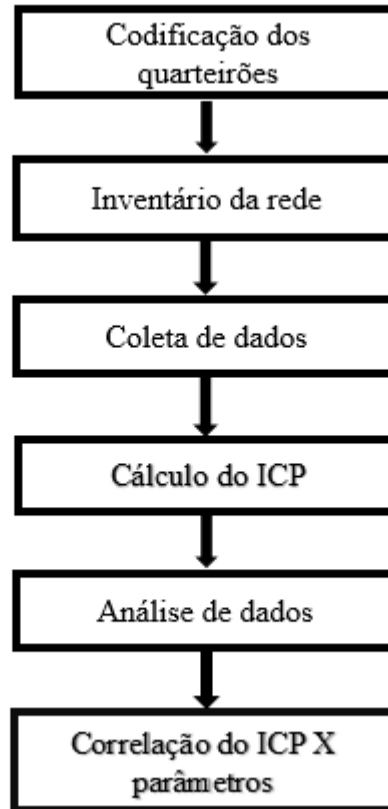 Codificação dos
quarteirões
Inventário da rede
Coleta de dados
Cálculo do ICP
Análise de dados
Correlação do ICP X
parâmetros